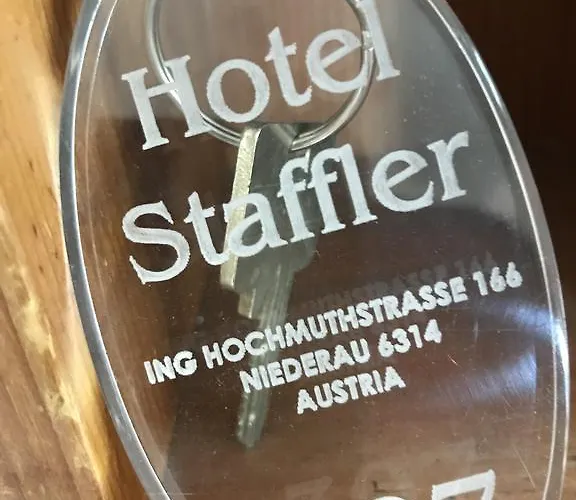 Hotel
Staffler
ING HOCHMUTHSTRASSE 166
NIEDERAU 6314
AUSTRIA